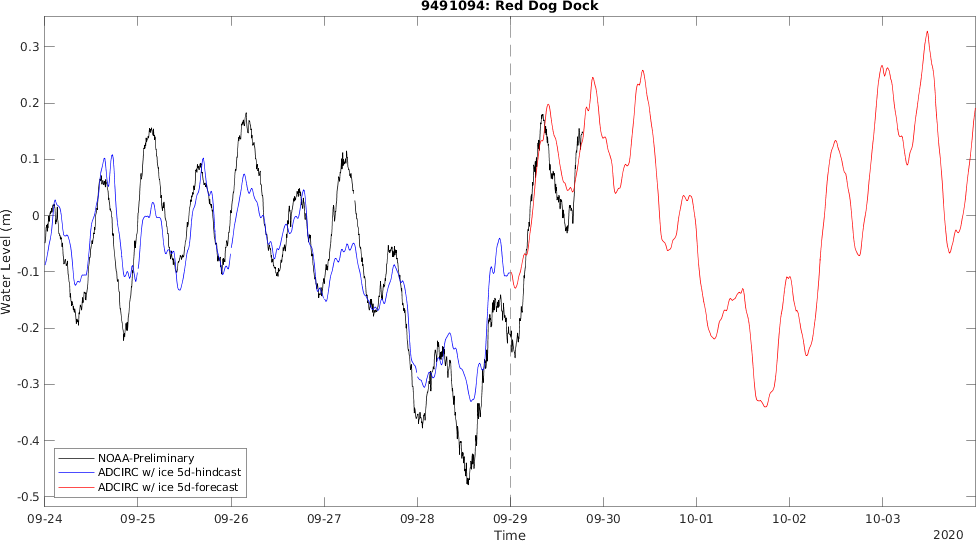 9491094: Red Dog Dock
0.3
0.2
0.1
0
-0.1
-0.2
-0.3
-0.4
-0.5
Water Level (m)
NOAA-Preliminary
ADCIRC w/ ice 5d-hindcast
ADCIRC w/ ice 5d-forecast
09-24 09-25 09-26 09-27 09-28 09-29 09-30 10-01 10-02 10-03
Time
2020